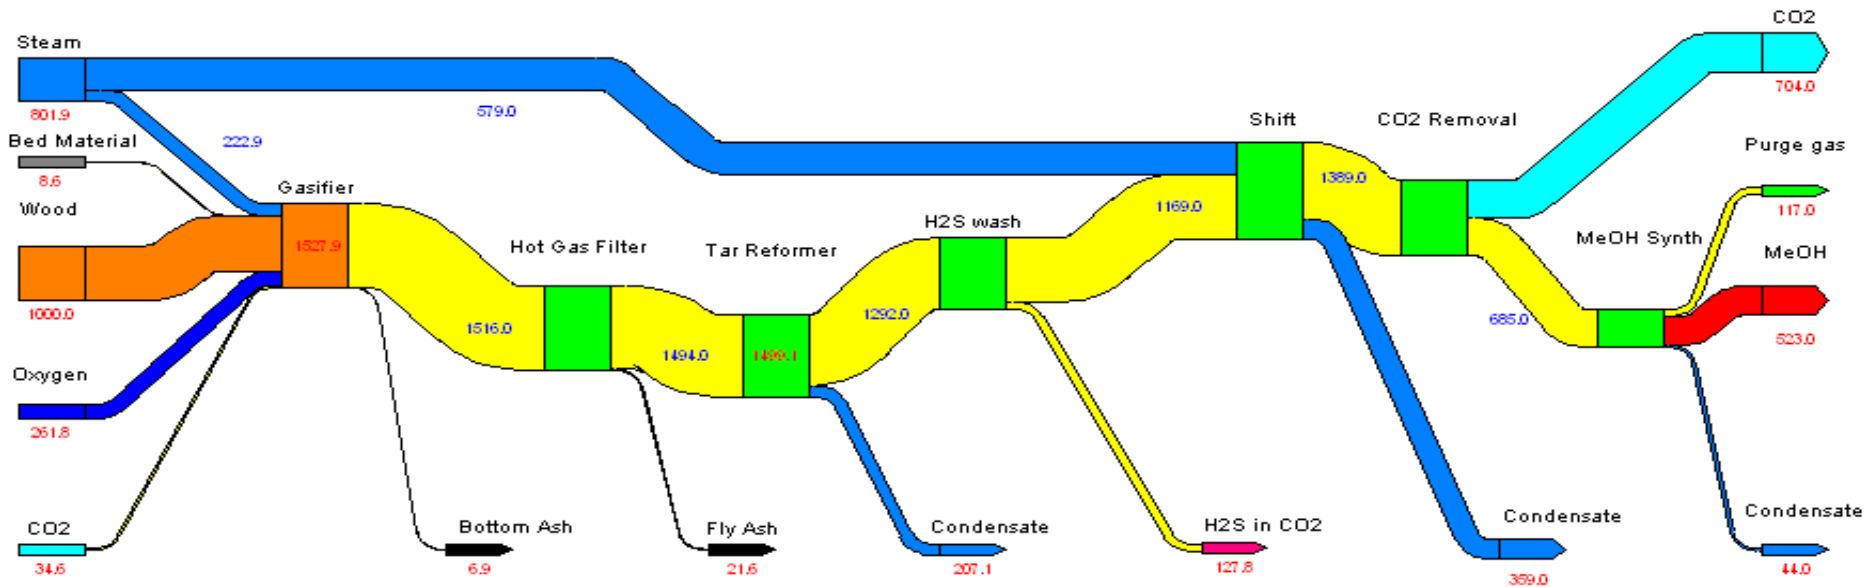 CO2
Steam
704.0
801.9
579.0
Shift
CO2 Removal
222.9
Bed Material
Purge gas
8.6
1389.0
Gasifier
Wood
1169.0
117.0
H2S wash
1527.9
Hot Gas Filter
Tar Reformer
MeOH Synth
MeOH
1000.0
1516.0
1292.0
685.0
523.0
1494.0
1499.1
Oxygen
261.8
CO2
Bottom Ash
Fly Ash
Condensate
H2S in CO2
Condensate
Condensate
34.6
6.9
21.6
207.1
127.8
359.0
44.0